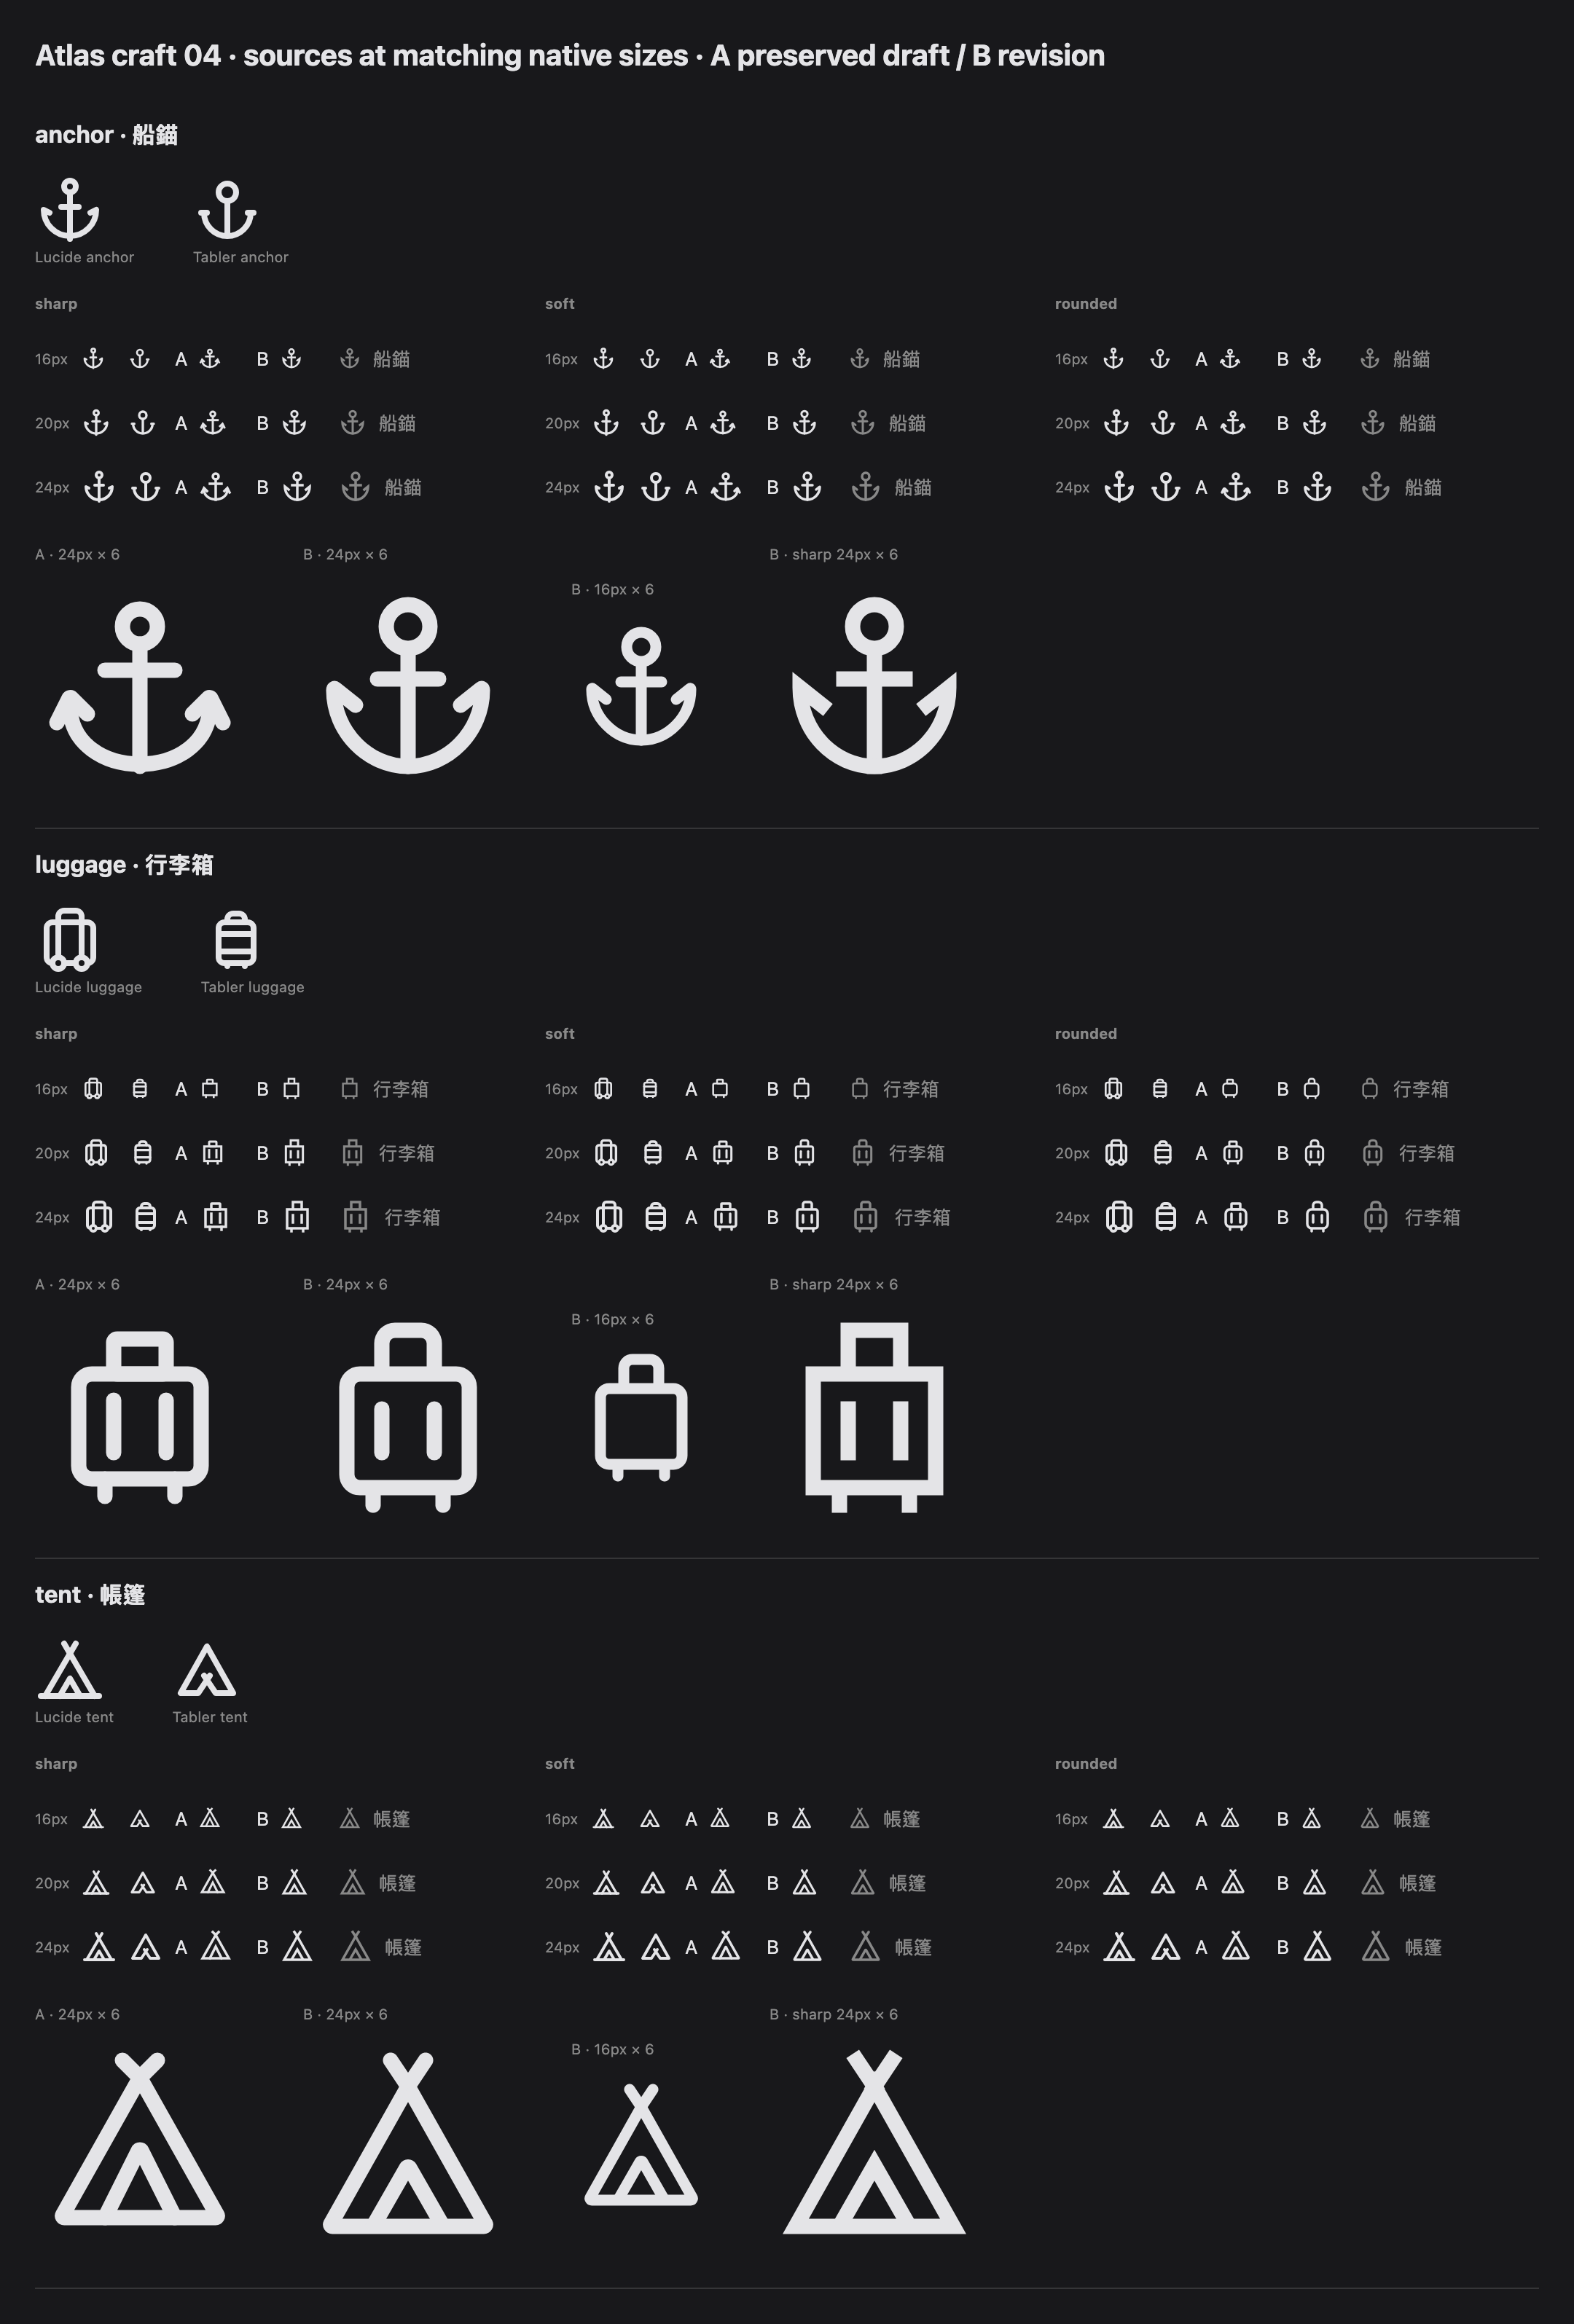 Atlas craft 04 · sources at matching native sizes · A preserved draft / B revision
anchor · 船錨
Lucide anchor Tabler anchor
sharp soft rounded
16px A B 船錨 16px A B 船錨 16px A B 船錨
20px A B 船錨 20px A B 船錨 20px A B 船錨
24px A B 船錨 24px A B 船錨 24px A B 船錨
A · 24px × 6 B · 24px × 6 B · sharp 24px × 6
B · 16px × 6
luggage · 行李箱
Lucide luggage Tabler luggage
sharp soft rounded
16px A B 行李箱 16px A B 行李箱 16px A B 行李箱
20px A B 行李箱 20px A B 行李箱 20px A B 行李箱
24px A B 行李箱 24px A B 行李箱 24px A B 行李箱
A · 24px × 6 B · 24px × 6 B · sharp 24px × 6
B · 16px × 6
tent · 帳篷
Lucide tent Tabler tent
sharp soft rounded
16px A B 帳篷 16px A B 帳篷 16px A B 帳篷
20px A B 帳篷 20px A B 帳篷 20px A B 帳篷
24px A B 帳篷 24px A B 帳篷 24px A B 帳篷
A · 24px × 6 B · 24px × 6 B · sharp 24px × 6
B · 16px × 6